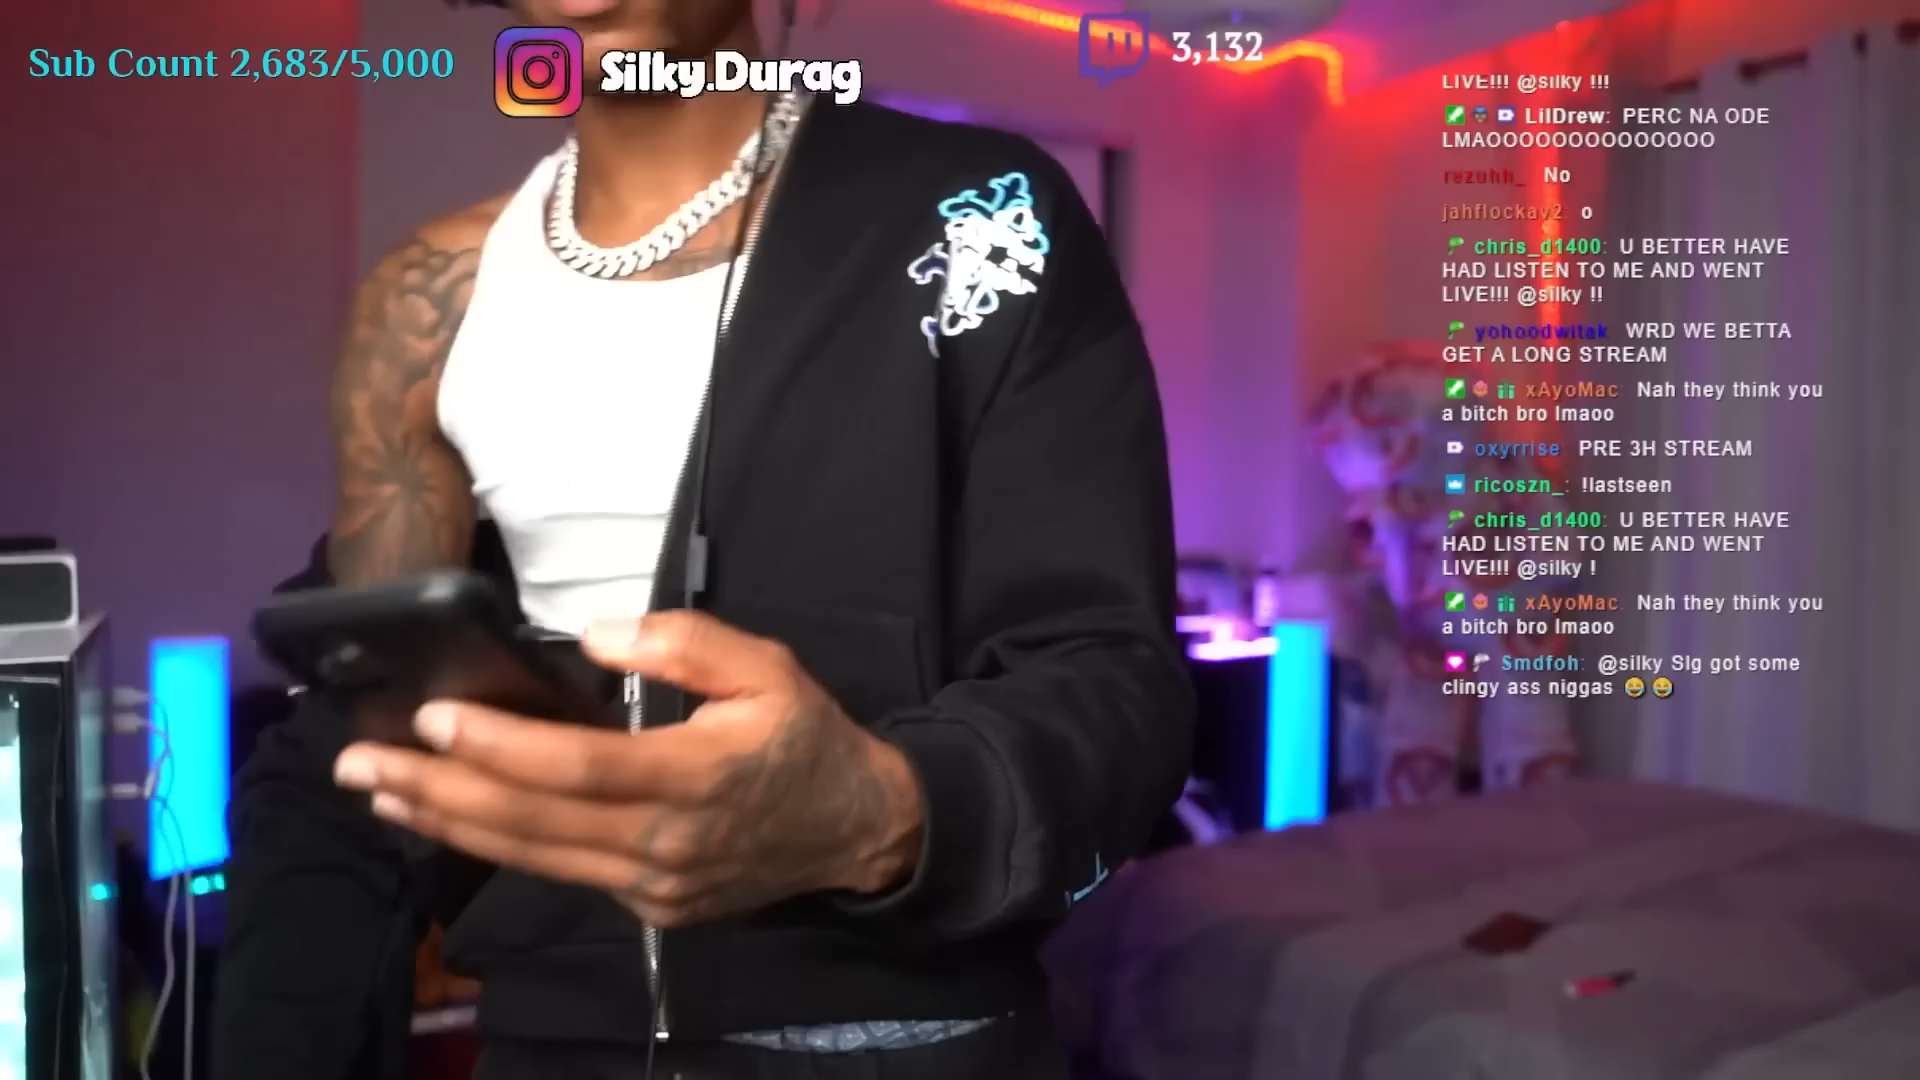 Sub Count 2,683/5,000
Silky.Durag
3,132
LIVE!!! @silky !!!
LilDrew: PERC NA ODE
LMAOOOOOOOOOOOOOO
rezuhh_ No
jahflockav2: o
chris_d1400: U BETTER HAVE
HAD LISTEN TO ME AND WENT
LIVE!!! @silky !!
yohoodwitak WRD WE BETTA
GET A LONG STREAM
xAyoMac Nah they think you
a bitch bro lmaoo
oxyrrise PRE 3H STREAM
ricoszn_: !lastseen
chris_d1400: U BETTER HAVE
HAD LISTEN TO ME AND WENT
LIVE!!! @silky !
xAyoMac Nah they think you
a bitch bro lmaoo
Smdfoh: @silky Slg got some
clingy ass niggas 😂 😂